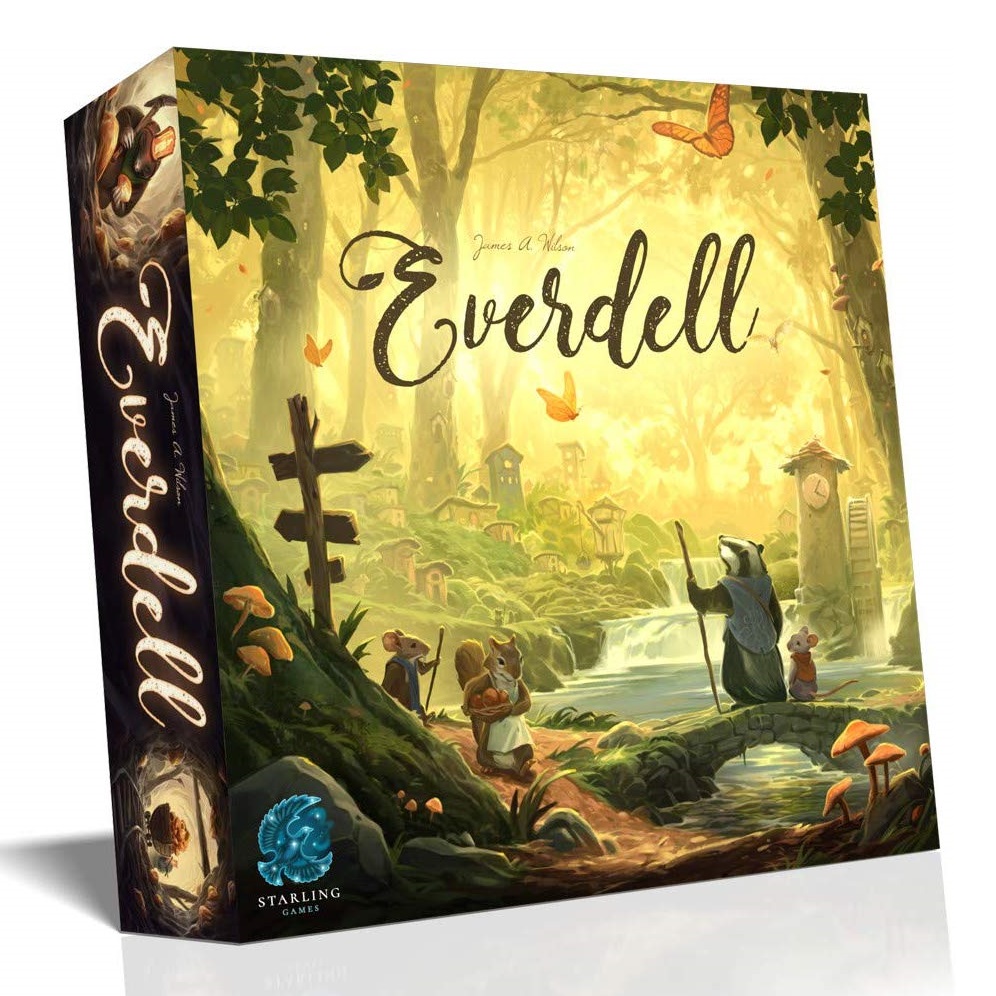 James A. Wilson
Everdell
STARLING
GAMES
Everdell
James A. Wilson